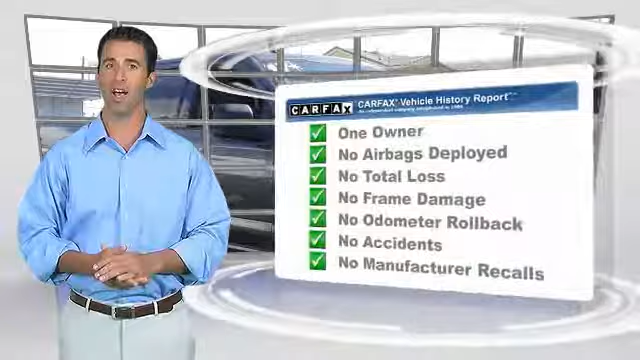 CARFAX CARFAX Vehicle History Report™
One Owner
No Airbags Deployed
No Total Loss
No Frame Damage
No Odometer Rollback
No Accidents
No Manufacturer Recalls